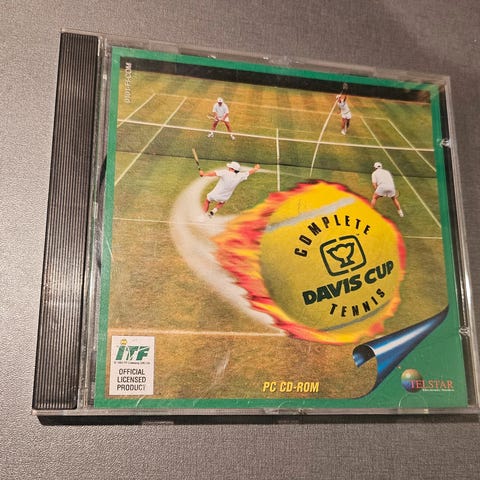 COMPLETE
DAVIS CUP
TENNIS
ITF
OFFICIAL
LICENSED
PRODUCT
PC CD-ROM
TELSTAR